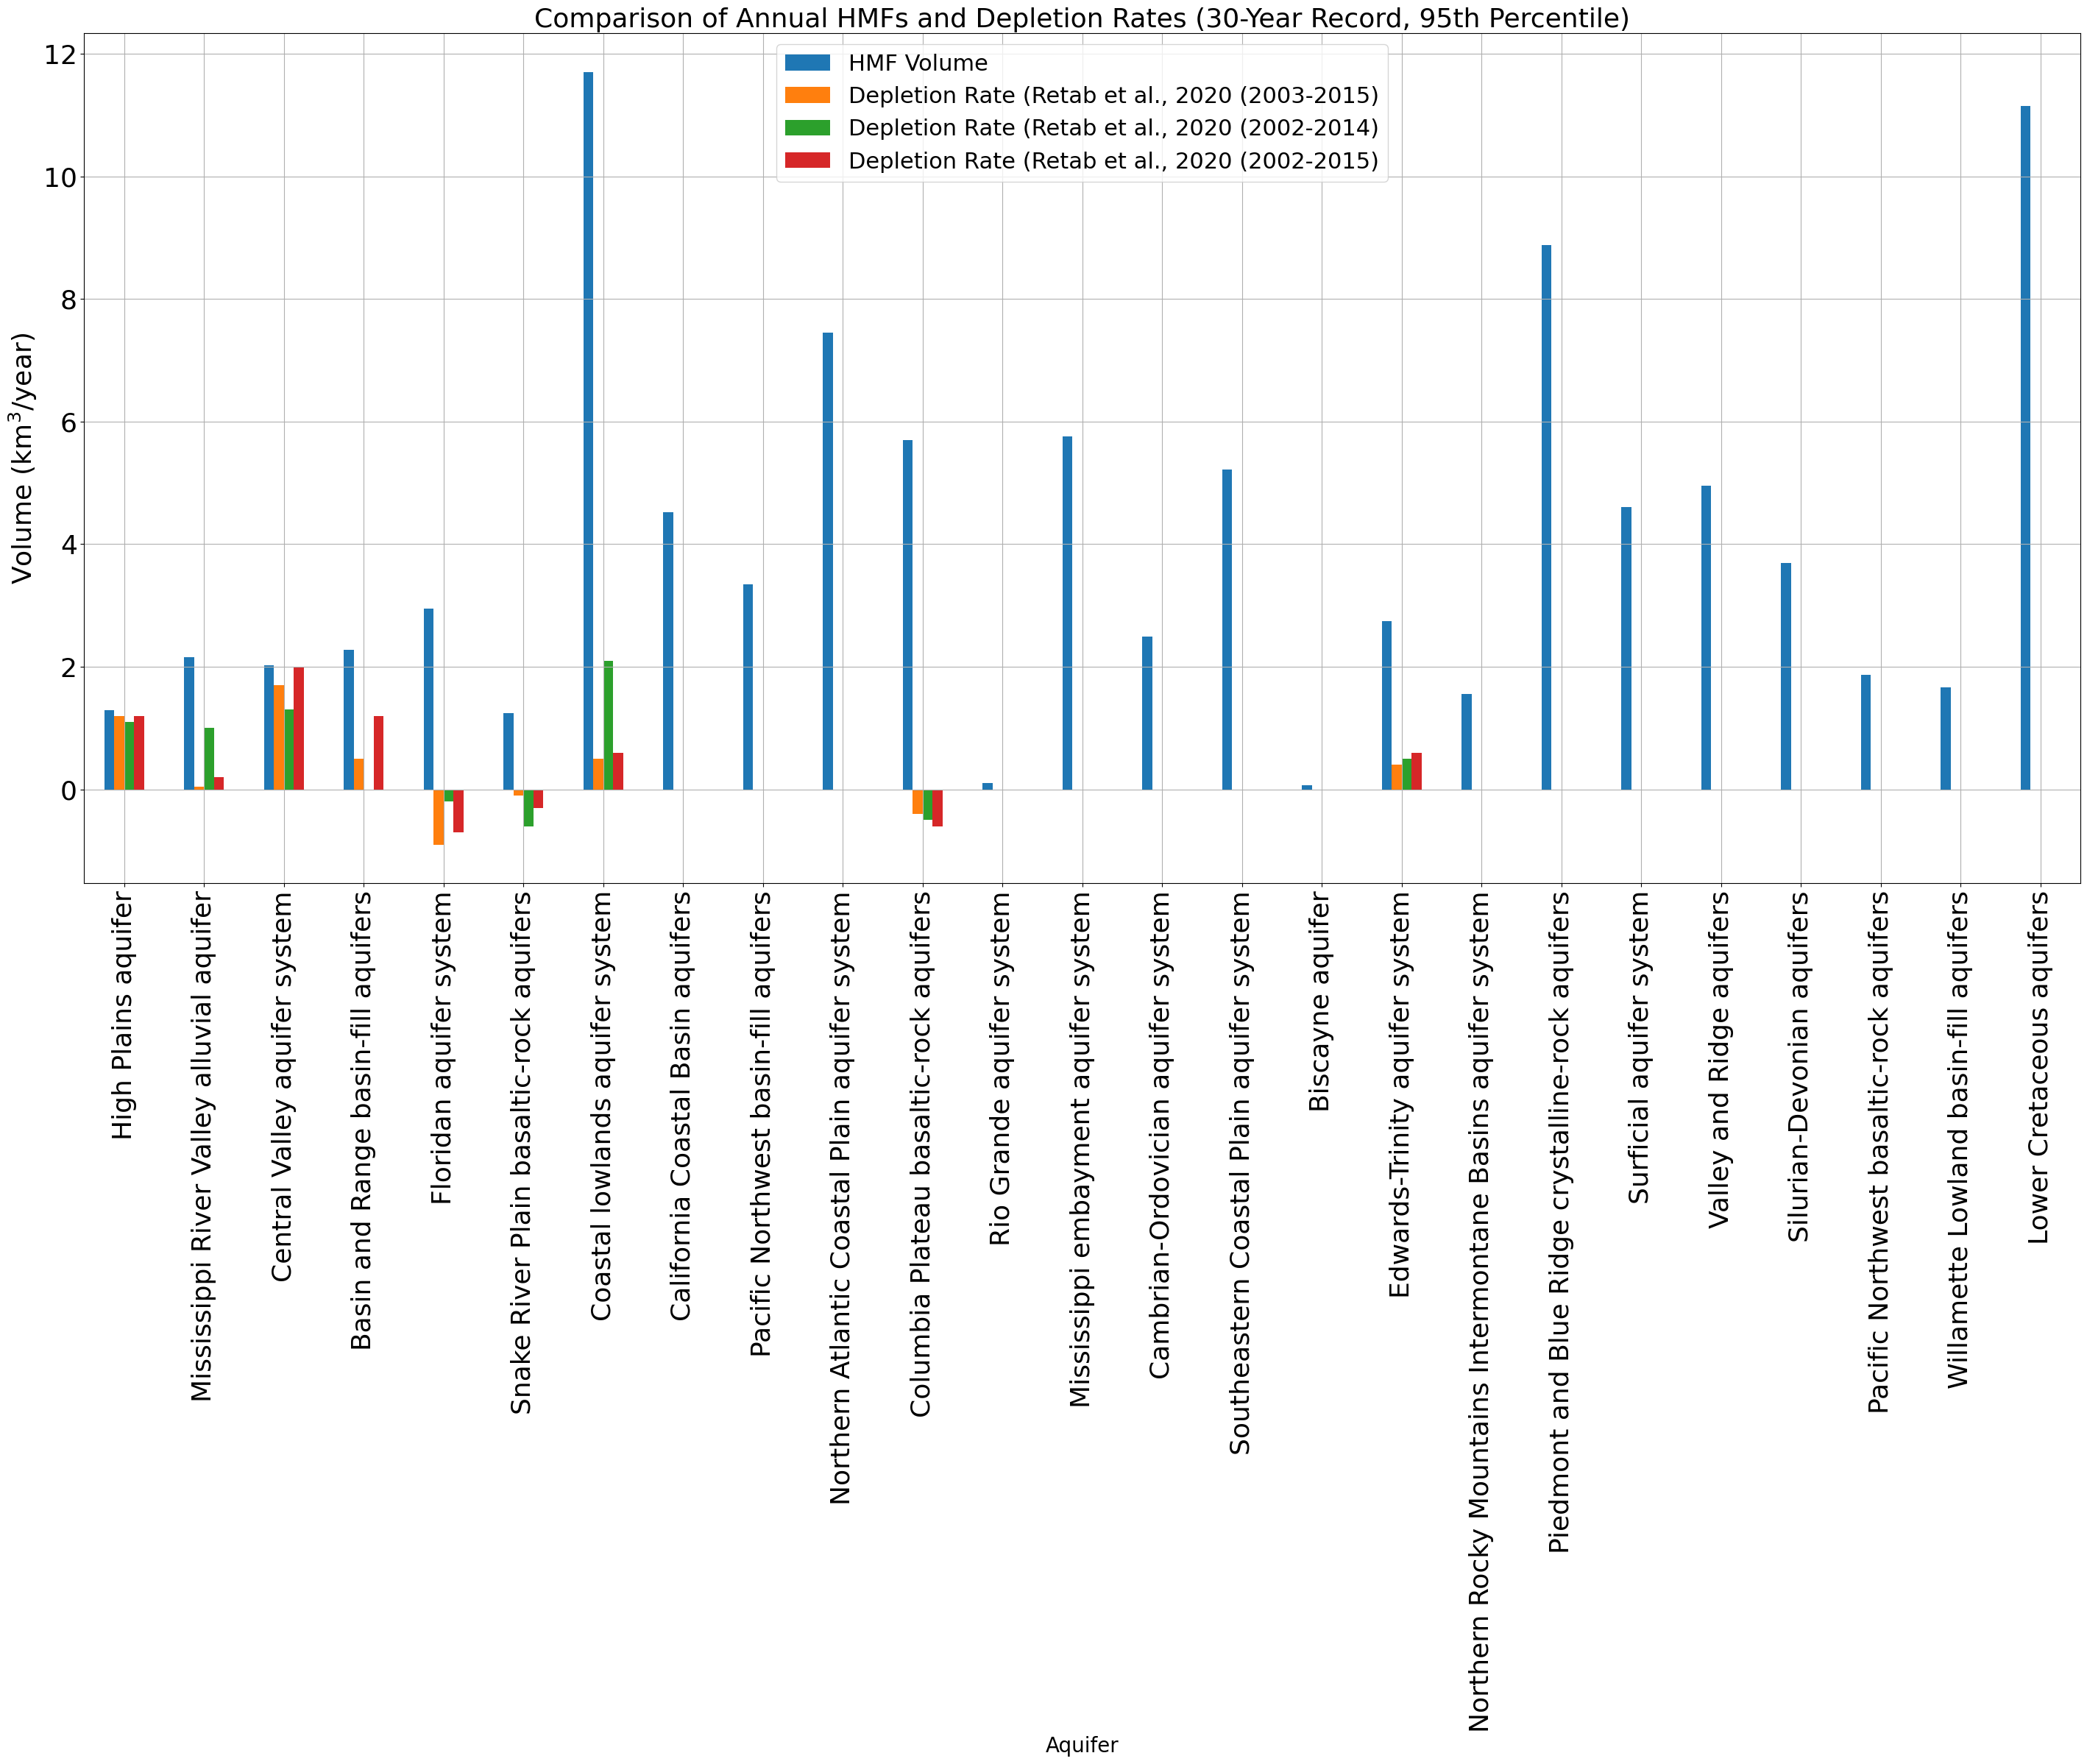 Comparison of Annual HMFs and Depletion Rates (30-Year Record, 95th Percentile)
HMF Volume
Depletion Rate (Retab et al., 2020 (2003-2015)
Depletion Rate (Retab et al., 2020 (2002-2014)
Depletion Rate (Retab et al., 2020 (2002-2015)
Volume (km³/year)
12
10
8
6
4
2
0
High Plains aquifer
Mississippi River Valley alluvial aquifer
Central Valley aquifer system
Basin and Range basin-fill aquifers
Floridan aquifer system
Snake River Plain basaltic-rock aquifers
Coastal lowlands aquifer system
California Coastal Basin aquifers
Pacific Northwest basin-fill aquifers
Northern Atlantic Coastal Plain aquifer system
Columbia Plateau basaltic-rock aquifers
Rio Grande aquifer system
Mississippi embayment aquifer system
Cambrian-Ordovician aquifer system
Southeastern Coastal Plain aquifer system
Biscayne aquifer
Edwards-Trinity aquifer system
Northern Rocky Mountains Intermontane Basins aquifer system
Piedmont and Blue Ridge crystalline-rock aquifers
Surficial aquifer system
Valley and Ridge aquifers
Silurian-Devonian aquifers
Pacific Northwest basaltic-rock aquifers
Willamette Lowland basin-fill aquifers
Lower Cretaceous aquifers
Aquifer